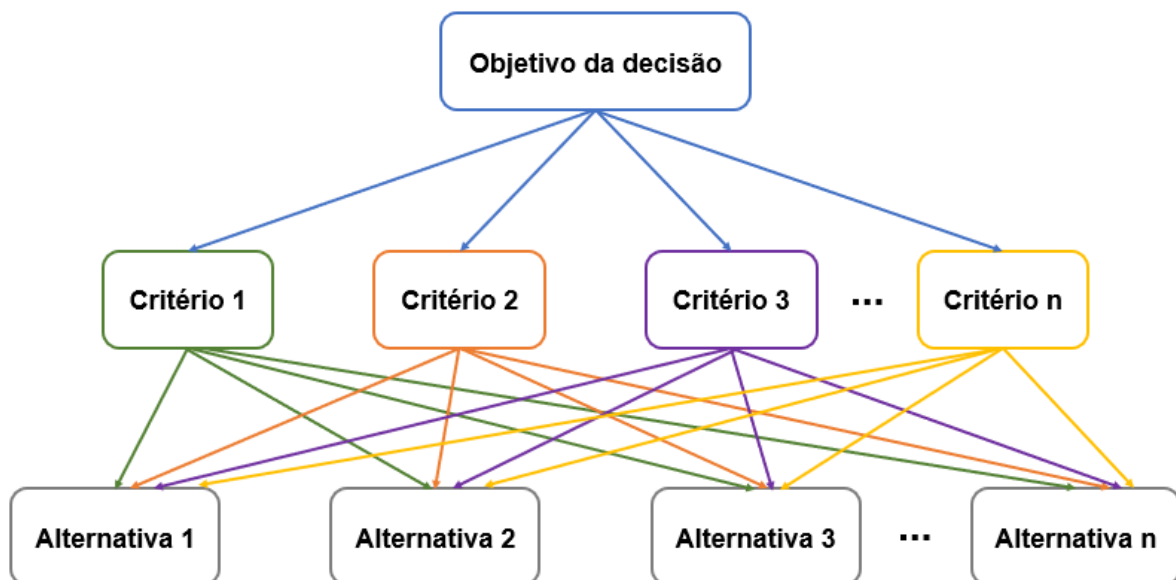 Objetivo da decisão
Critério 1
Critério 2
Critério 3
...
Critério n
Alternativa 1
Alternativa 2
Alternativa 3
...
Alternativa n